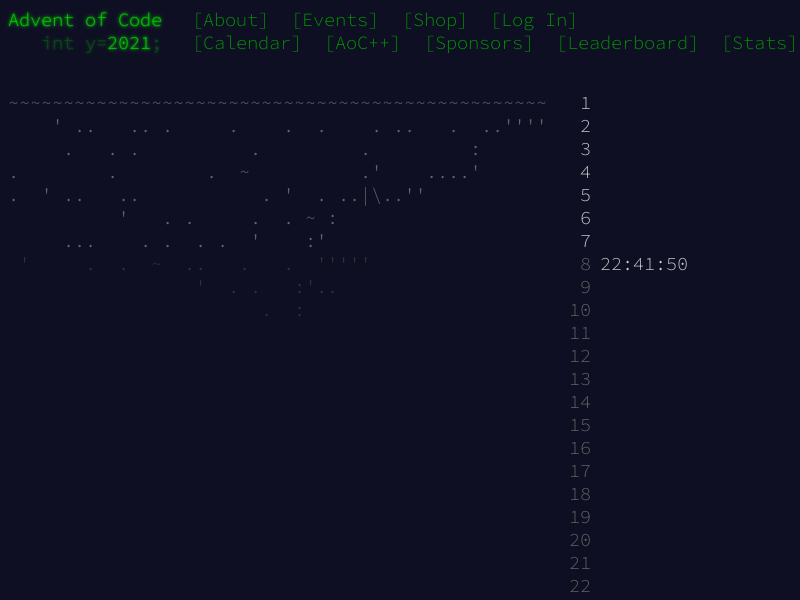 Advent of Code [About] [Events] [Shop] [Log In]
int y=2021; [Calendar] [AoC++] [Sponsors] [Leaderboard] [Stats]
~~~~~~~~~~~~~~~~~~~~~~~~~~~~~~~~~~~~~~~~~~~~~~~~~ 1
    ' ..   .. .     .    .  .    . ..   .  ..'''' 2
     .   . .          .         .         : 3
.        .        .  ~          .'    ....' 4
.  ' ..   ..           . '  . ..|\..'' 5
          '   . .     .  . ~ : 6
     ...    . .  . .  '    :' 7
 '     .  .  ~  ..   .   .  ''''' 8 22:41:50
                 '  . .   :'.. 9
                       .  : 10
11
12
13
14
15
16
17
18
19
20
21
22